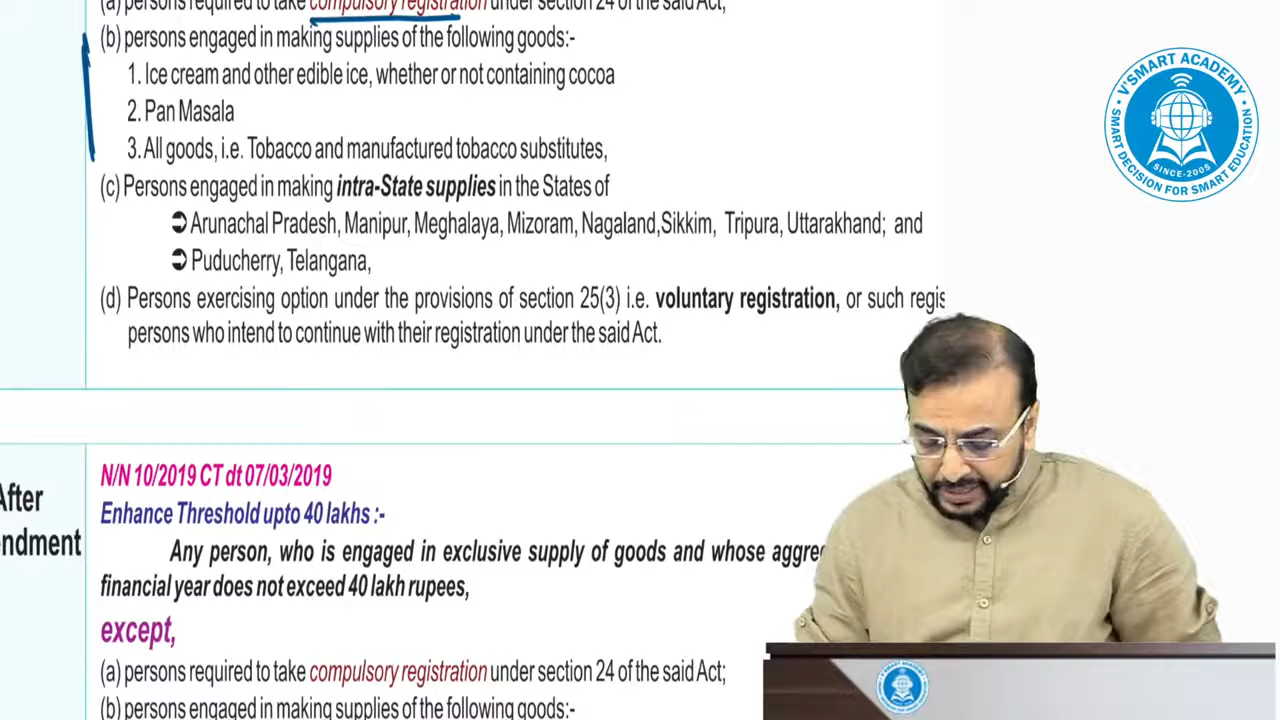 (a) persons required to take compulsory registration under section 24 of the said Act;
(b) persons engaged in making supplies of the following goods:-
1. Ice cream and other edible ice, whether or not containing cocoa
2. Pan Masala
3. All goods, i.e. Tobacco and manufactured tobacco substitutes,
(c) Persons engaged in making intra-State supplies in the States of
➲ Arunachal Pradesh, Manipur, Meghalaya, Mizoram, Nagaland,Sikkim, Tripura, Uttarakhand; and
➲ Puducherry, Telangana,
(d) Persons exercising option under the provisions of section 25(3) i.e. voluntary registration, or such regis
persons who intend to continue with their registration under the said Act.
After
endment
N/N 10/2019 CT dt 07/03/2019
Enhance Threshold upto 40 lakhs :-
Any person, who is engaged in exclusive supply of goods and whose aggre
financial year does not exceed 40 lakh rupees,
except,
(a) persons required to take compulsory registration under section 24 of the said Act;
(b) persons engaged in making supplies of the following goods:-
V'SMART ACADEMY
SINCE-2005
SMART DECISION FOR SMART EDUCATION
V'SMART ACADEMY